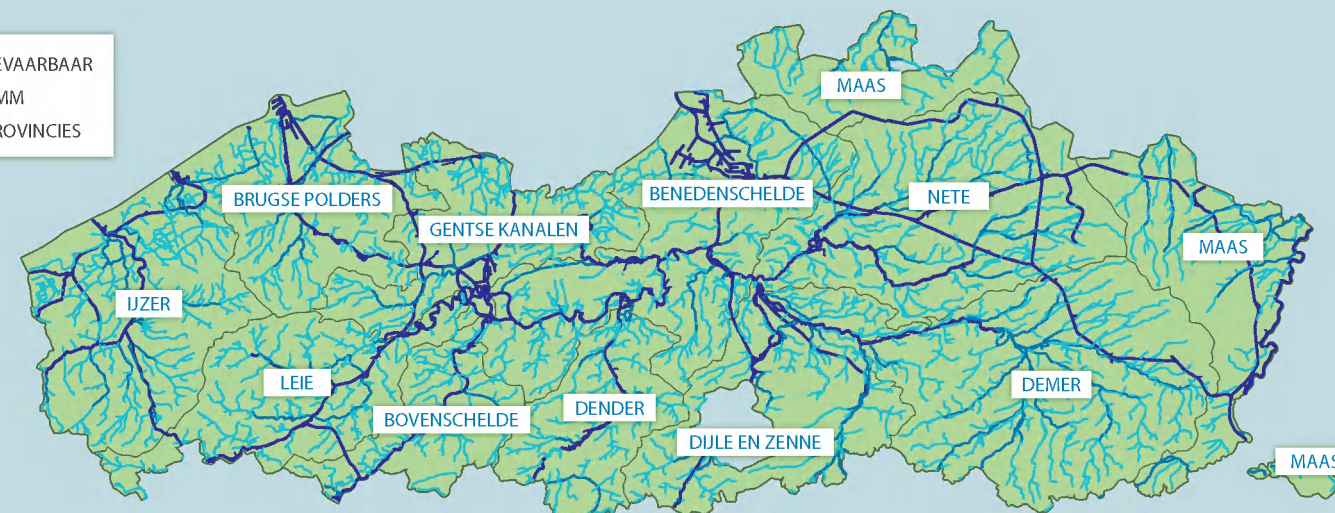 EVAARBAAR
MM
ROVINCIES
MAAS
BRUGSE POLDERS
BENEDENSCHELDE
NETE
GENTSE KANALEN
MAAS
IJZER
LEIE
DEMER
BOVENSCHELDE
DENDER
DIJLE EN ZENNE
MAAS